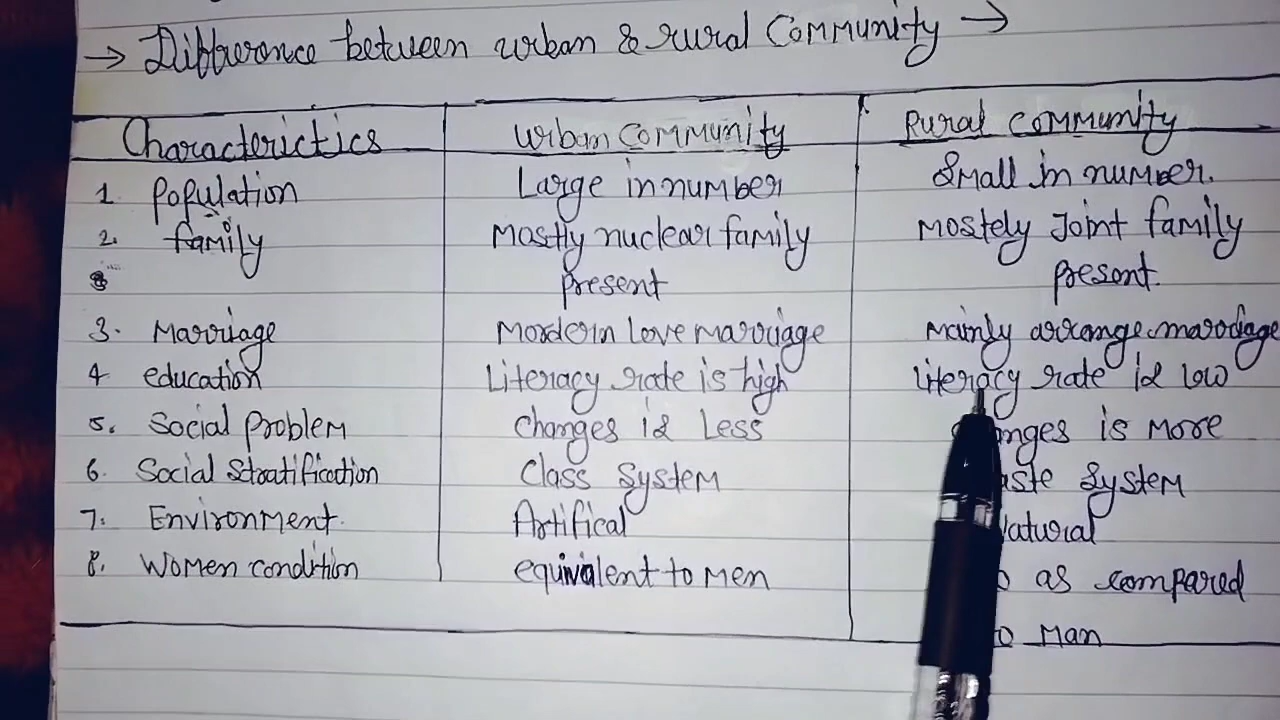 → Difference between urban & rural Community →
Characterictics Urban Community Rural community
1. Population Large in number Small in number.
2. family Mostly nuclear family Mostely Joint family
present present.
3. Marriage Mordern love marriage Mainly arrange marriage
4 education Literacy rate is high Literacy rate is low
5. Social Problem Changes is Less is More
6. Social Stratification Class System System
7. Environment. Artifical Natural
8. Women condition equivalent to men as compared
Man